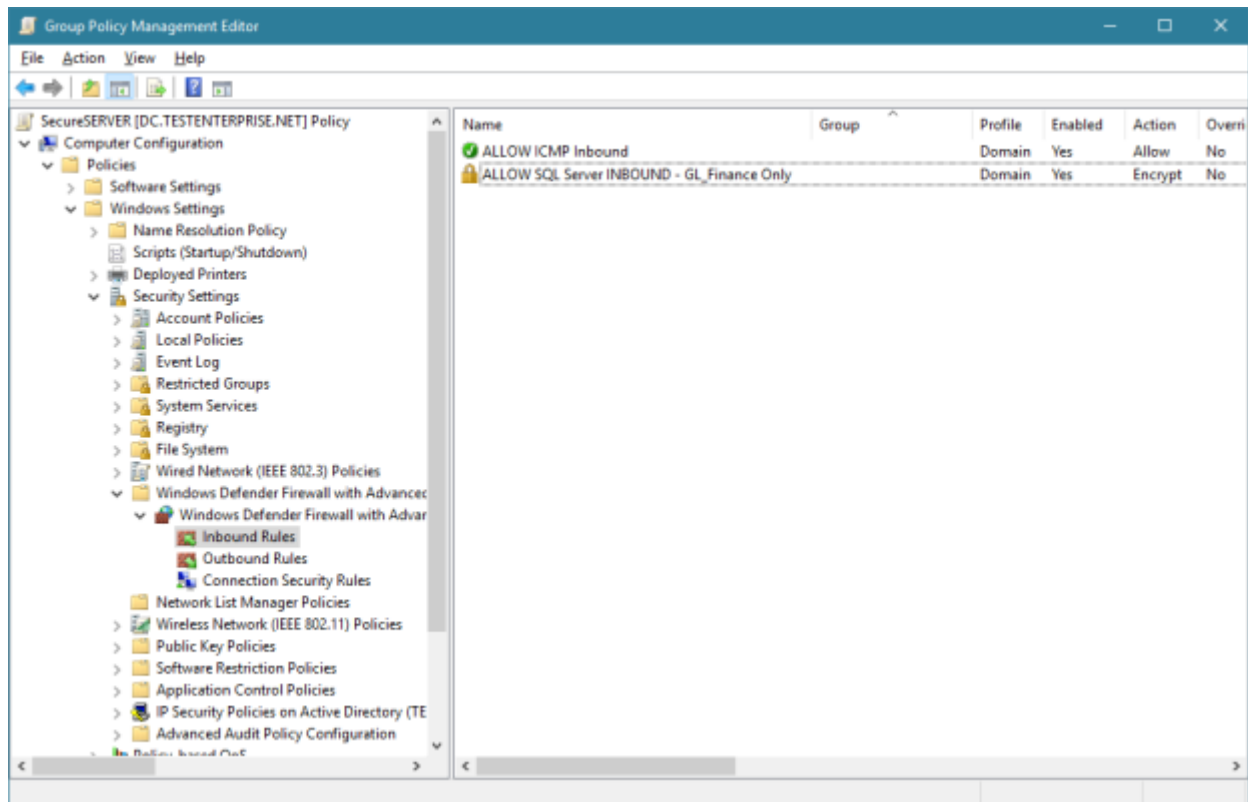 Group Policy Management Editor
File Action View Help
SecureSERVER [DC.TESTENTERPRISE.NET] Policy
Computer Configuration
Policies
Software Settings
Windows Settings
Name Resolution Policy
Scripts (Startup/Shutdown)
Deployed Printers
Security Settings
Account Policies
Local Policies
Event Log
Restricted Groups
System Services
Registry
File System
Wired Network (IEEE 802.3) Policies
Windows Defender Firewall with Advanced
Windows Defender Firewall with Advar
Inbound Rules
Outbound Rules
Connection Security Rules
Network List Manager Policies
Wireless Network (IEEE 802.11) Policies
Public Key Policies
Software Restriction Policies
Application Control Policies
IP Security Policies on Active Directory (TE
Advanced Audit Policy Configuration
Policy-based QoS
Name Group Profile Enabled Action Overri
ALLOW ICMP Inbound Domain Yes Allow No
ALLOW SQL Server INBOUND - GL_Finance Only Domain Yes Encrypt No